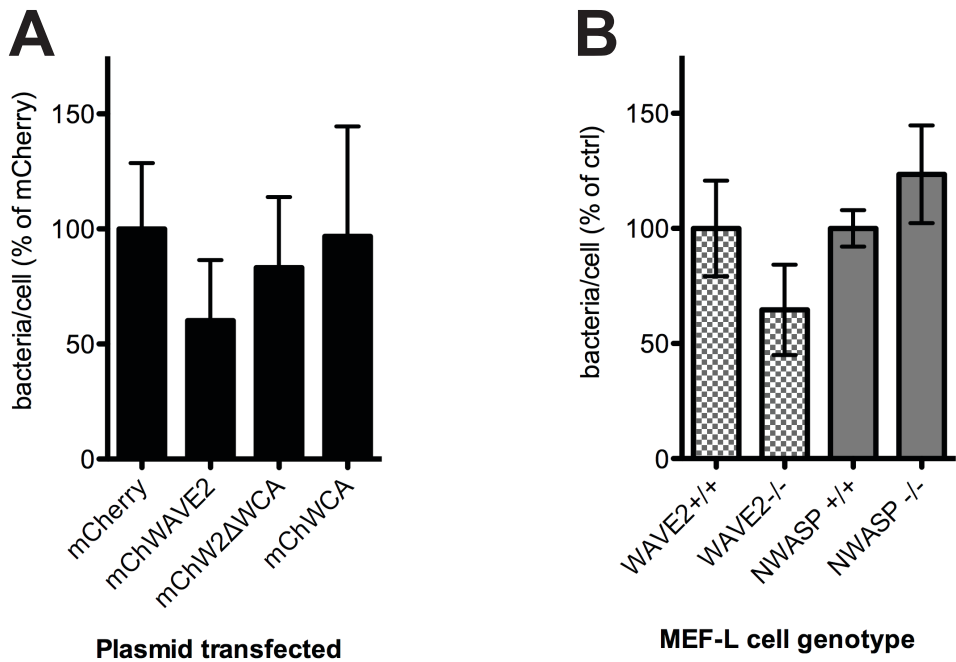 A
bacteria/cell (% of mCherry)
150
100
50
0
mCherry
mChWAVE2
mChW2ΔWCA
mChWCA
Plasmid transfected
B
bacteria/cell (% of ctrl)
150
100
50
0
WAVE2+/+
WAVE2-/-
NWASP +/+
NWASP -/-
MEF-L cell genotype